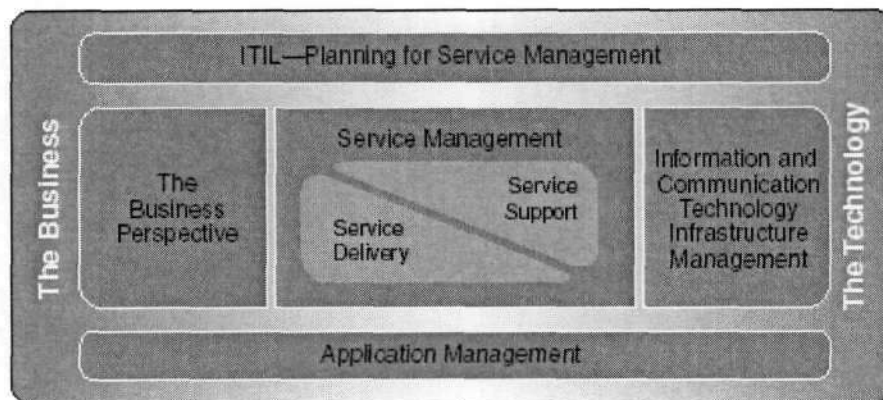 ITIL—Planning for Service Management
The Business
The
Business
Perspective
Service Management
Service
Support
Service
Delivery
Information and
Communication
Technology
Infrastructure
Management
The Technology
Application Management